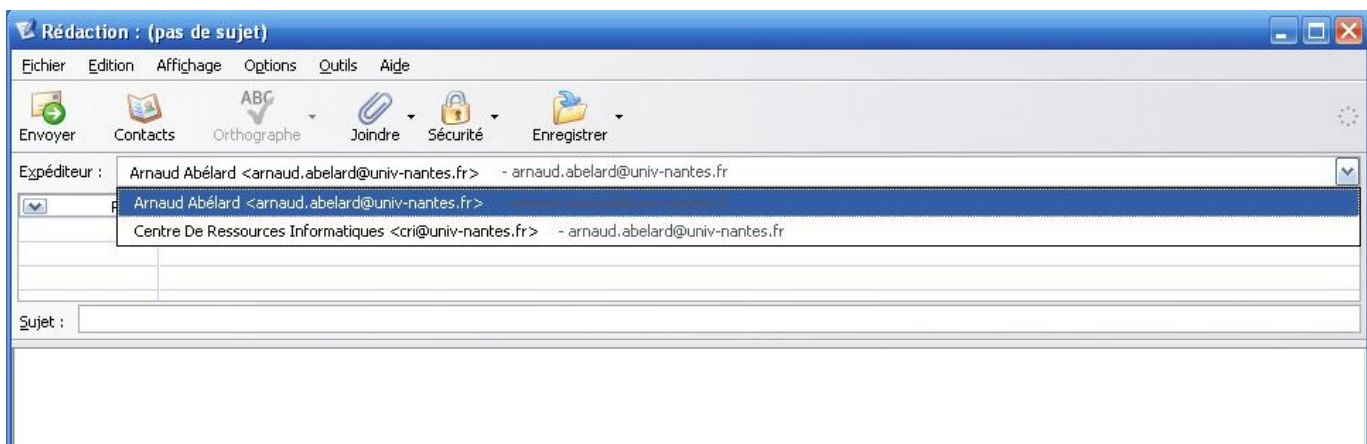 Rédaction : (pas de sujet)
Fichier Edition Affichage Options Outils Aide
ABC
Envoyer Contacts Orthographe Joindre Sécurité Enregistrer
Expéditeur : Arnaud Abélard <arnaud.abelard@univ-nantes.fr> - arnaud.abelard@univ-nantes.fr
Arnaud Abélard <arnaud.abelard@univ-nantes.fr>
Centre De Ressources Informatiques <cri@univ-nantes.fr> - arnaud.abelard@univ-nantes.fr
Sujet :